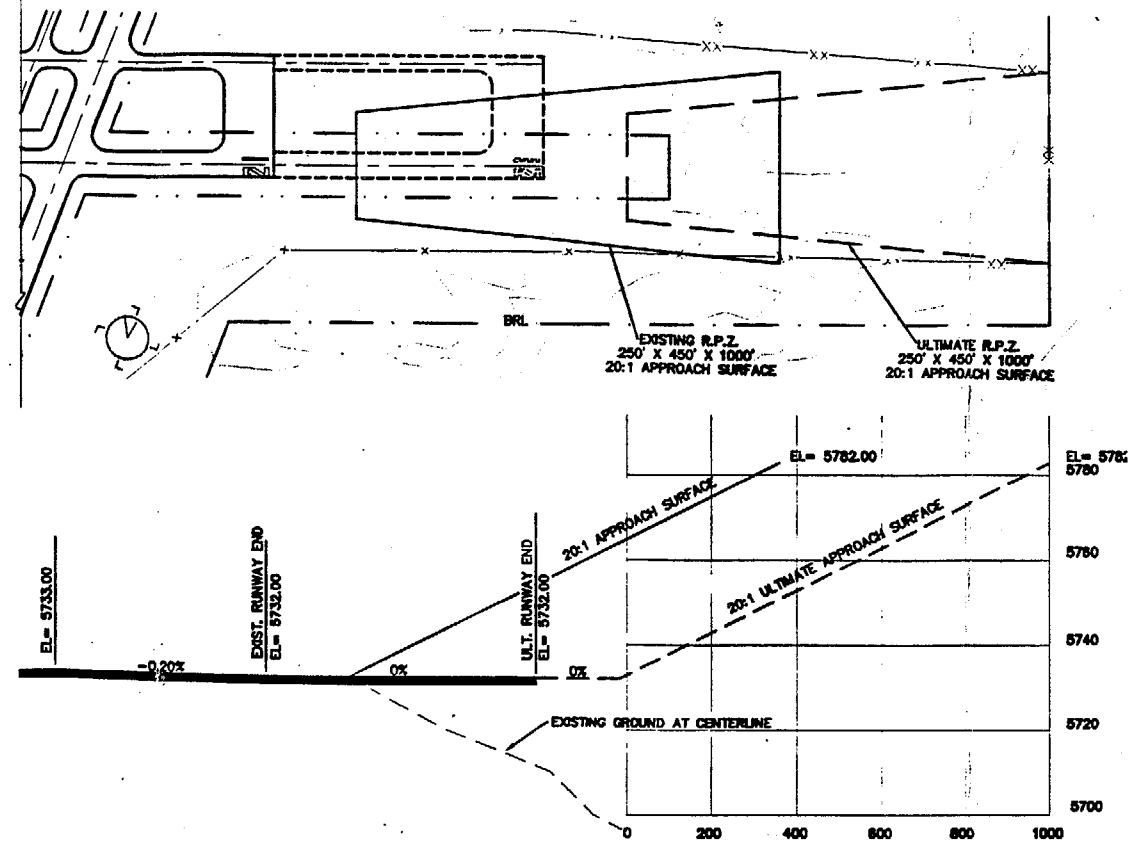 BRL
EXISTING R.P.Z.
250' X 450' X 1000'
20:1 APPROACH SURFACE
ULTIMATE R.P.Z.
250' X 450' X 1000'
20:1 APPROACH SURFACE
EL= 5733.00
EXIST. RUNWAY END
EL= 5732.00
ULT. RUNWAY END
EL= 5732.00
20:1 APPROACH SURFACE
EL= 5782.00
20:1 ULTIMATE APPROACH SURFACE
EL= 578
-0.20%
0%
0%
EXISTING GROUND AT CENTERLINE
5780
5760
5740
5720
5700
0 200 400 600 800 1000